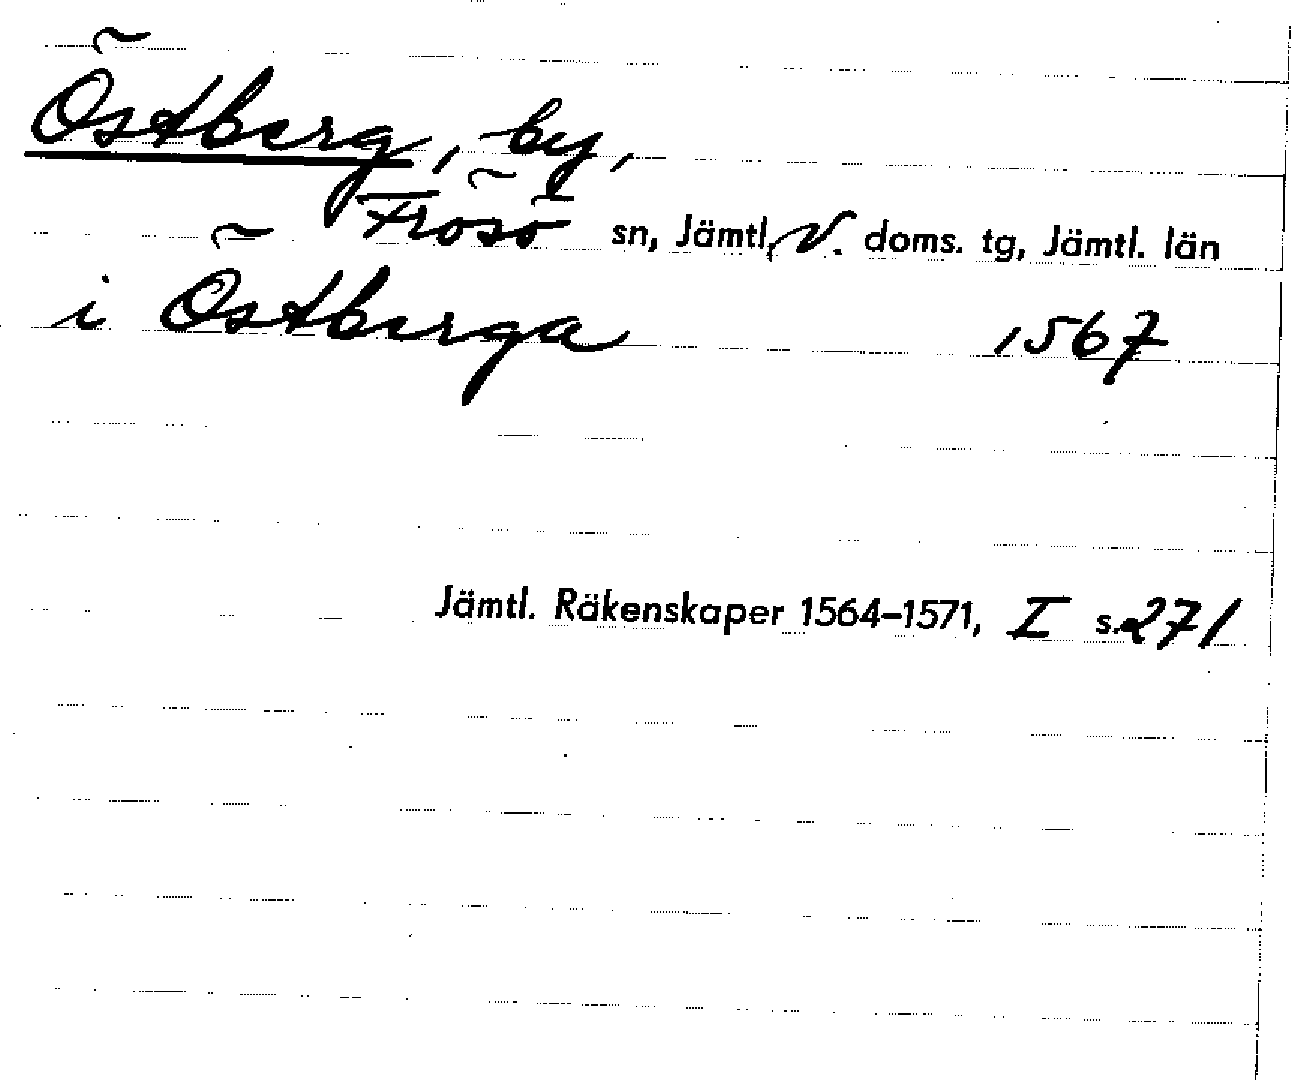 Östberg, by,
Frösö sn, Jämtl, V. doms. tg, Jämtl. län
i Östberga 1567
Jämtl. Räkenskaper 1564–1571, I s. 271